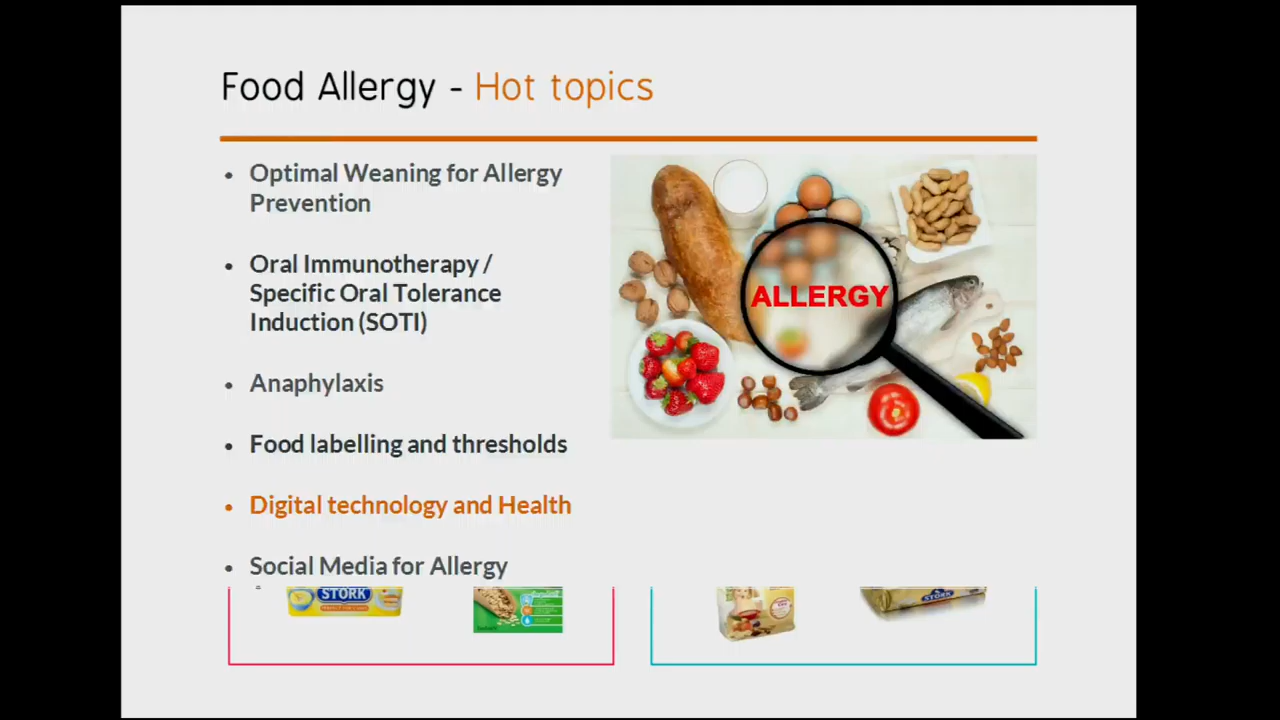 Food Allergy - Hot topics
• Optimal Weaning for Allergy
Prevention
• Oral Immunotherapy /
Specific Oral Tolerance
Induction (SOTI)
ALLERGY
• Anaphylaxis
• Food labelling and thresholds
• Digital technology and Health
• Social Media for Allergy
STORK
STORK